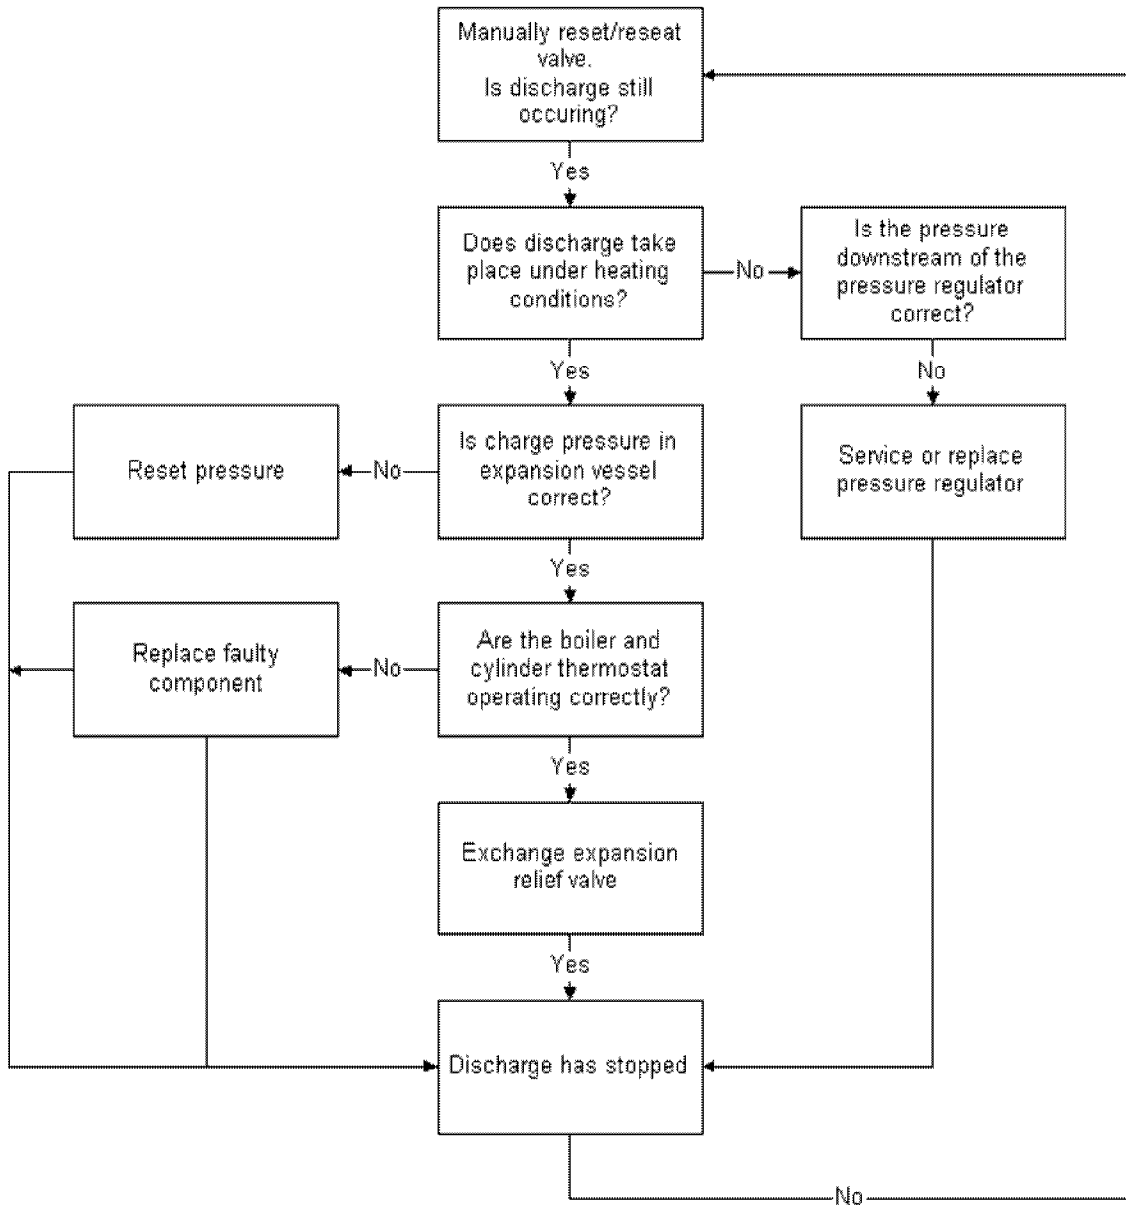 Manually reset/reseat
valve.
Is discharge still
occuring?
Yes
Does discharge take
place under heating
conditions?
No
Is the pressure
downstream of the
pressure regulator
correct?
Yes
No
Reset pressure
No
Is charge pressure in
expansion vessel
correct?
Service or replace
pressure regulator
Yes
Replace faulty
component
No
Are the boiler and
cylinder thermostat
operating correctly?
Yes
Exchange expansion
relief valve
Yes
Discharge has stopped
No